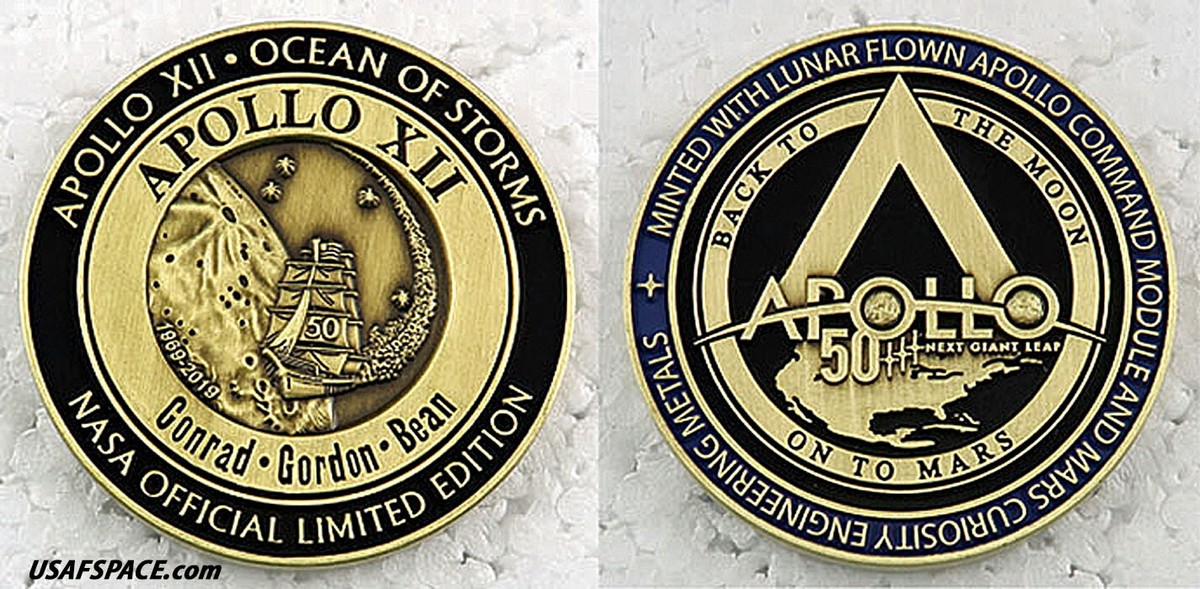 APOLLO XII • OCEAN OF STORMS
APOLLO XII
50
1969-2019
Conrad • Gordon • Bean
NASA OFFICIAL LIMITED EDITION
USAFSPACE.com
MINTED WITH LUNAR FLOWN APOLLO COMMAND MODULE AND MARS CURIOSITY ENGINEERING METALS
BACK TO THE MOON
APOLLO
50
NEXT GIANT LEAP
ON TO MARS